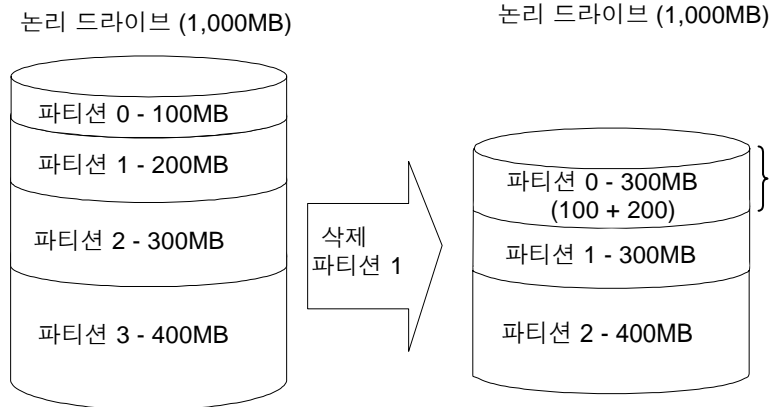 논리 드라이브 (1,000MB)
파티션 0 - 100MB
파티션 1 - 200MB
파티션 2 - 300MB
파티션 3 - 400MB
삭제
파티션 1
논리 드라이브 (1,000MB)
파티션 0 - 300MB
(100 + 200)
파티션 1 - 300MB
파티션 2 - 400MB